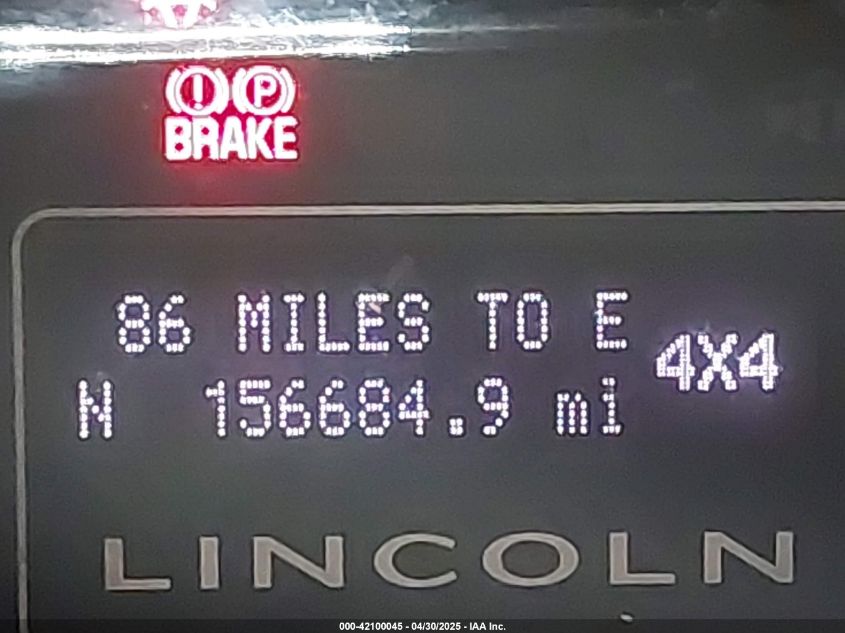 ! P
BRAKE
86 MILES TO E
4X4
N 156684.9 mi
LINCOLN
000-42100045 - 04/30/2025 - IAA Inc.